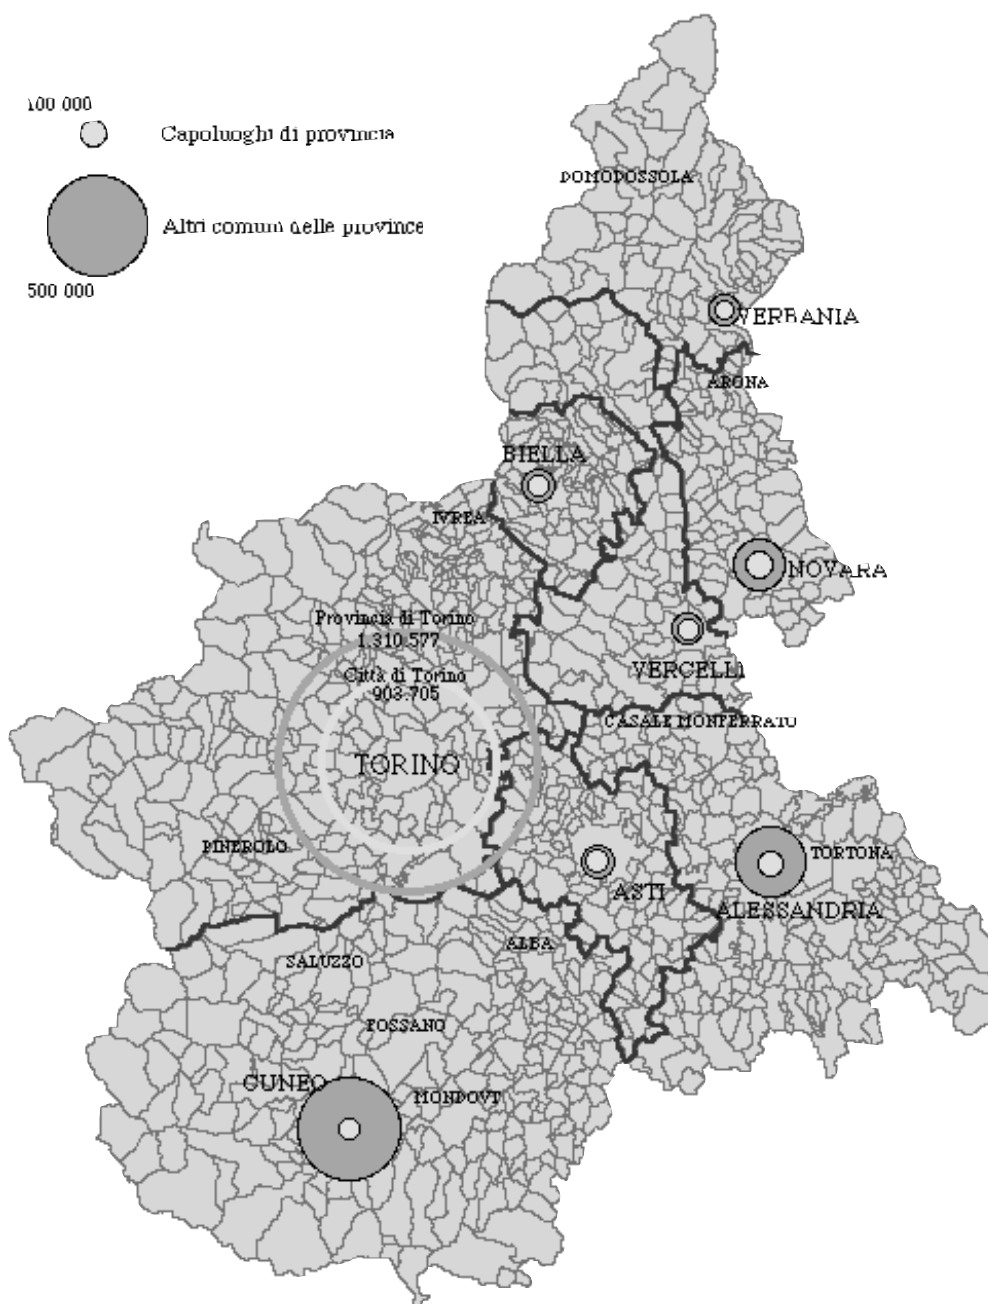 100 000
Capoluoghi di provincia
Altri comuni delle province
500 000
DOMODOSSOLA
VERBANIA
ARONA
BIELLA
IVREA
NOVARA
Provincia di Torino
1.310.577
VERCELLI
Città di Torino
903.705
CASALE MONFERRATO
TORINO
PINEROLO
TORTONA
ASTI
ALESSANDRIA
ALBA
SALUZZO
FOSSANO
CUNEO
MONDOVI